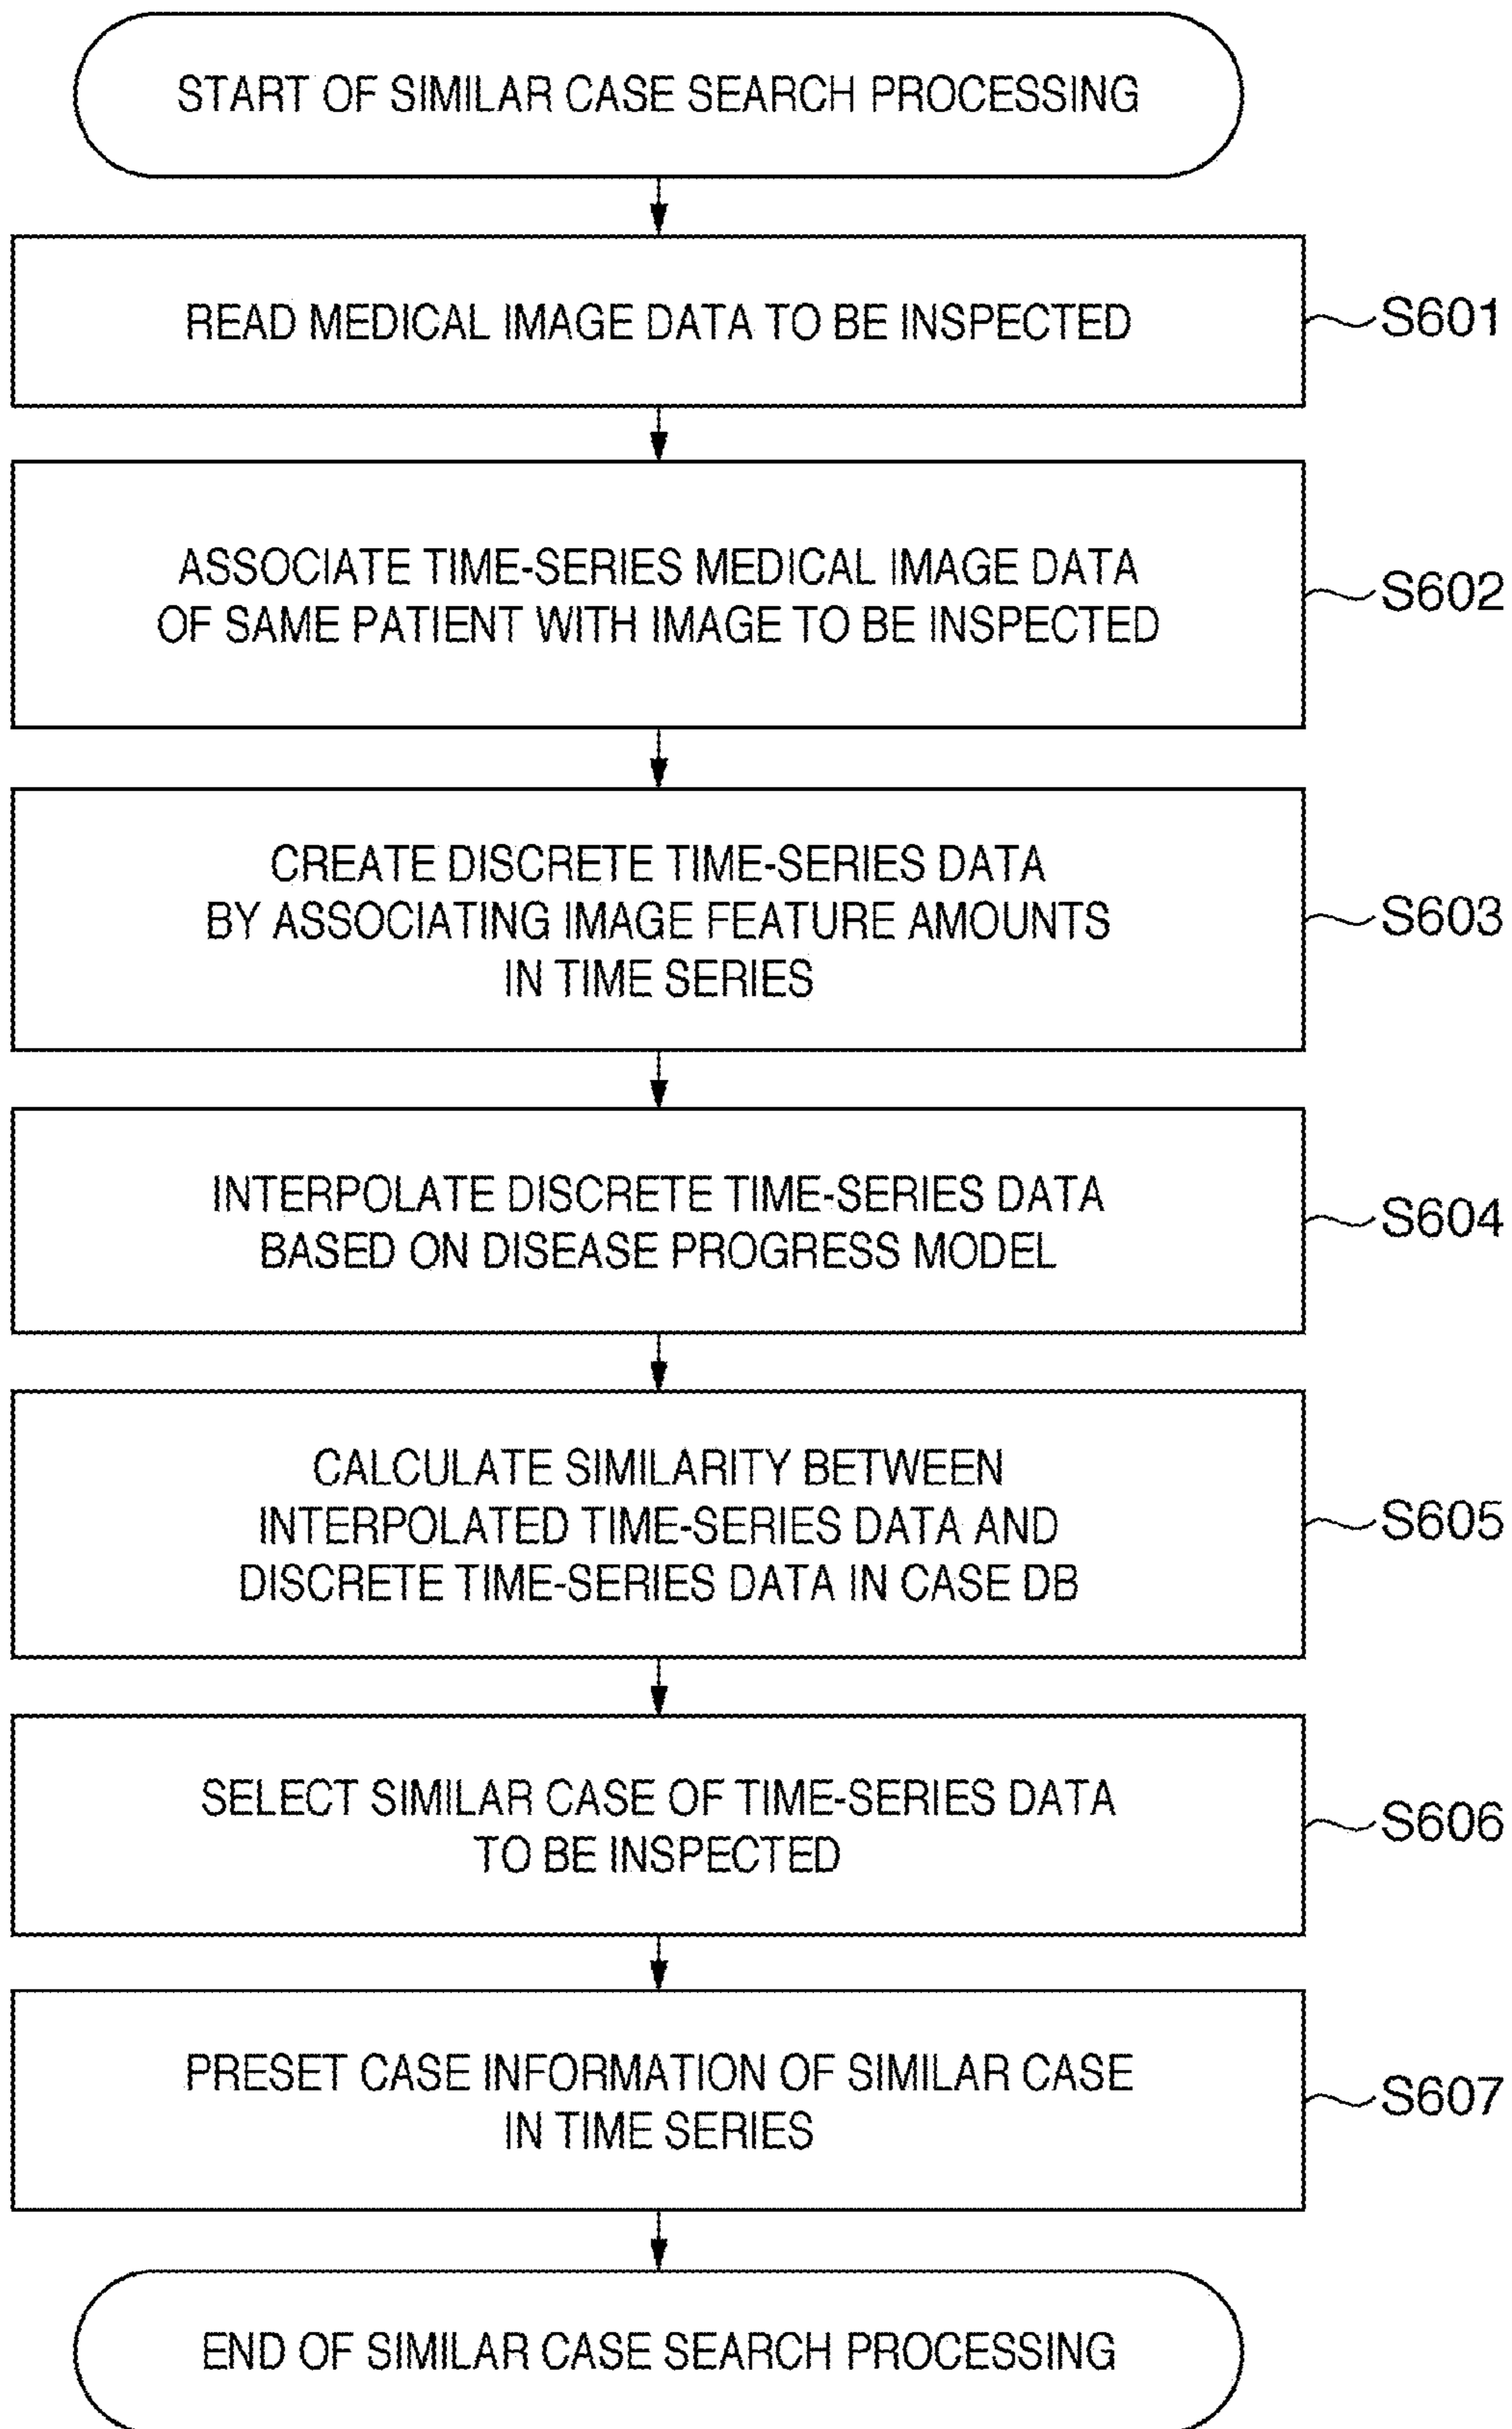 START OF SIMILAR CASE SEARCH PROCESSING
READ MEDICAL IMAGE DATA TO BE INSPECTED
S601
ASSOCIATE TIME-SERIES MEDICAL IMAGE DATA
OF SAME PATIENT WITH IMAGE TO BE INSPECTED
S602
CREATE DISCRETE TIME-SERIES DATA
BY ASSOCIATING IMAGE FEATURE AMOUNTS
IN TIME SERIES
S603
INTERPOLATE DISCRETE TIME-SERIES DATA
BASED ON DISEASE PROGRESS MODEL
S604
CALCULATE SIMILARITY BETWEEN
INTERPOLATED TIME-SERIES DATA AND
DISCRETE TIME-SERIES DATA IN CASE DB
S605
SELECT SIMILAR CASE OF TIME-SERIES DATA
TO BE INSPECTED
S606
PRESET CASE INFORMATION OF SIMILAR CASE
IN TIME SERIES
S607
END OF SIMILAR CASE SEARCH PROCESSING